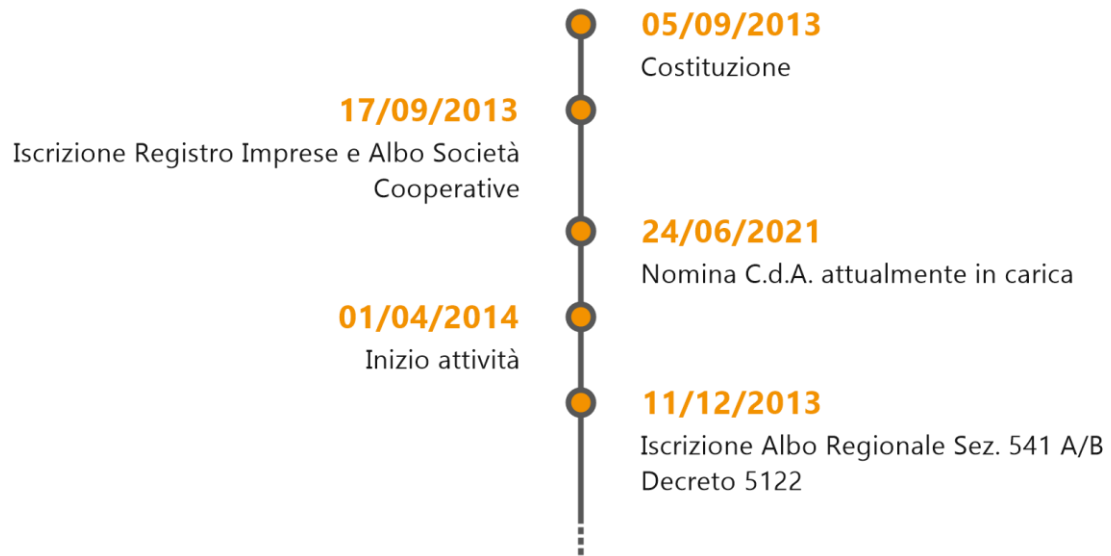 05/09/2013
Costituzione
17/09/2013
Iscrizione Registro Imprese e Albo Società
Cooperative
24/06/2021
Nomina C.d.A. attualmente in carica
01/04/2014
Inizio attività
11/12/2013
Iscrizione Albo Regionale Sez. 541 A/B
Decreto 5122